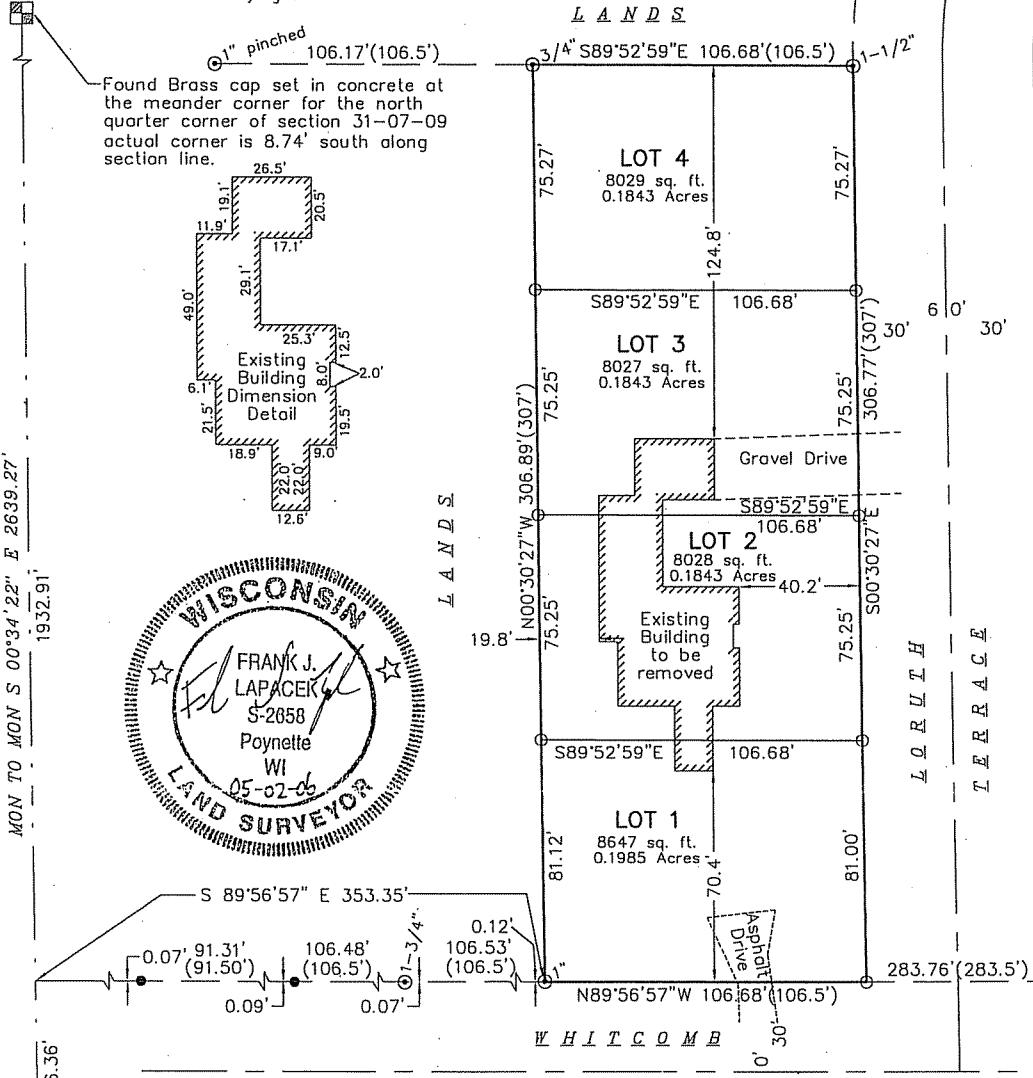 LANDS
1" pinched
106.17'(106.5')
3/4"
S89°52'59"E 106.68'(106.5')
1-1/2"
Found Brass cap set in concrete at
the meander corner for the north
quarter corner of section 31-07-09
actual corner is 8.74' south along
section line.
26.5'
19.1'
20.5'
11.9'
17.1'
29.1'
49.0'
25.3'
12.5'
Existing
Building
Dimension
Detail
8.0'
2.0'
6.1'
21.5'
19.5'
18.9'
9.0'
22.0'
22.0'
12.6'
LOT 4
8029 sq. ft.
0.1843 Acres
75.27'
75.27'
124.8'
S89°52'59"E 106.68'
LOT 3
8027 sq. ft.
0.1843 Acres
75.25'
75.25'
306.77'(307')
30'
60'
30'
N00°30'27"W 306.89'(307')
Gravel Drive
S89°52'59"E
106.68'
LOT 2
8028 sq. ft.
0.1843 Acres
40.2'
S00°30'27"E
75.25'
75.25'
19.8'
Existing
Building
to be
removed
LANDS
MON TO MON S 00°34'22" E 2639.27'
1932.91'
WISCONSIN
FRANK J.
LAPACEK
S-2658
Poynette
WI
05-02-06
LAND SURVEYOR
S89°52'59"E 106.68'
LOT 1
8647 sq. ft.
0.1985 Acres
81.12'
81.00'
70.4'
LORUTH
TERRACE
S 89°56'57" E 353.35'
0.07'
91.31'
(91.50')
0.09'
106.48'
(106.5')
1-3/4"
0.07'
106.53'
(106.5')
0.12'
1"
Asphalt
Drive
N89°56'57"W 106.68'(106.5')
283.76'(283.5')
WHITCOMB
30'
0'
6.36'